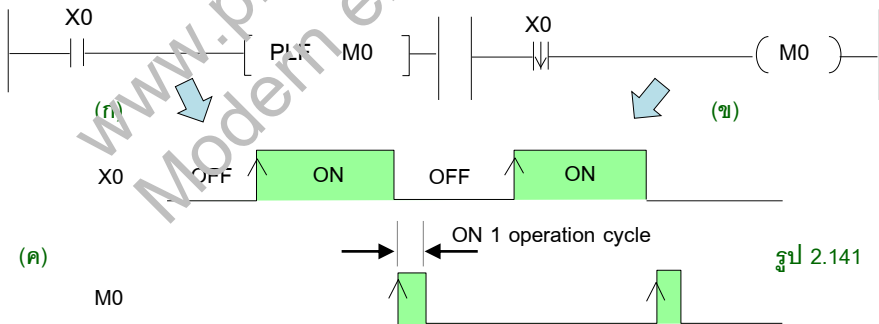 X0 X0
PLF M0 M0
(ก) (ข)
X0 OFF ON OFF ON
ON 1 operation cycle
(ค) รูป 2.141
M0